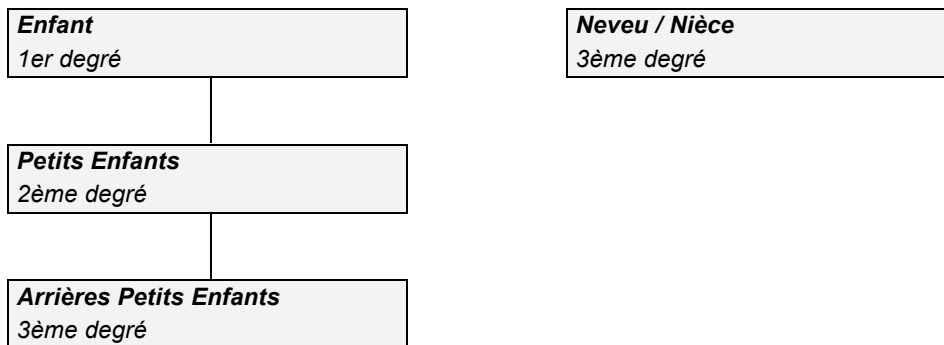 Enfant
1er degré
Neveu / Nièce
3ème degré
Petits Enfants
2ème degré
Arrières Petits Enfants
3ème degré